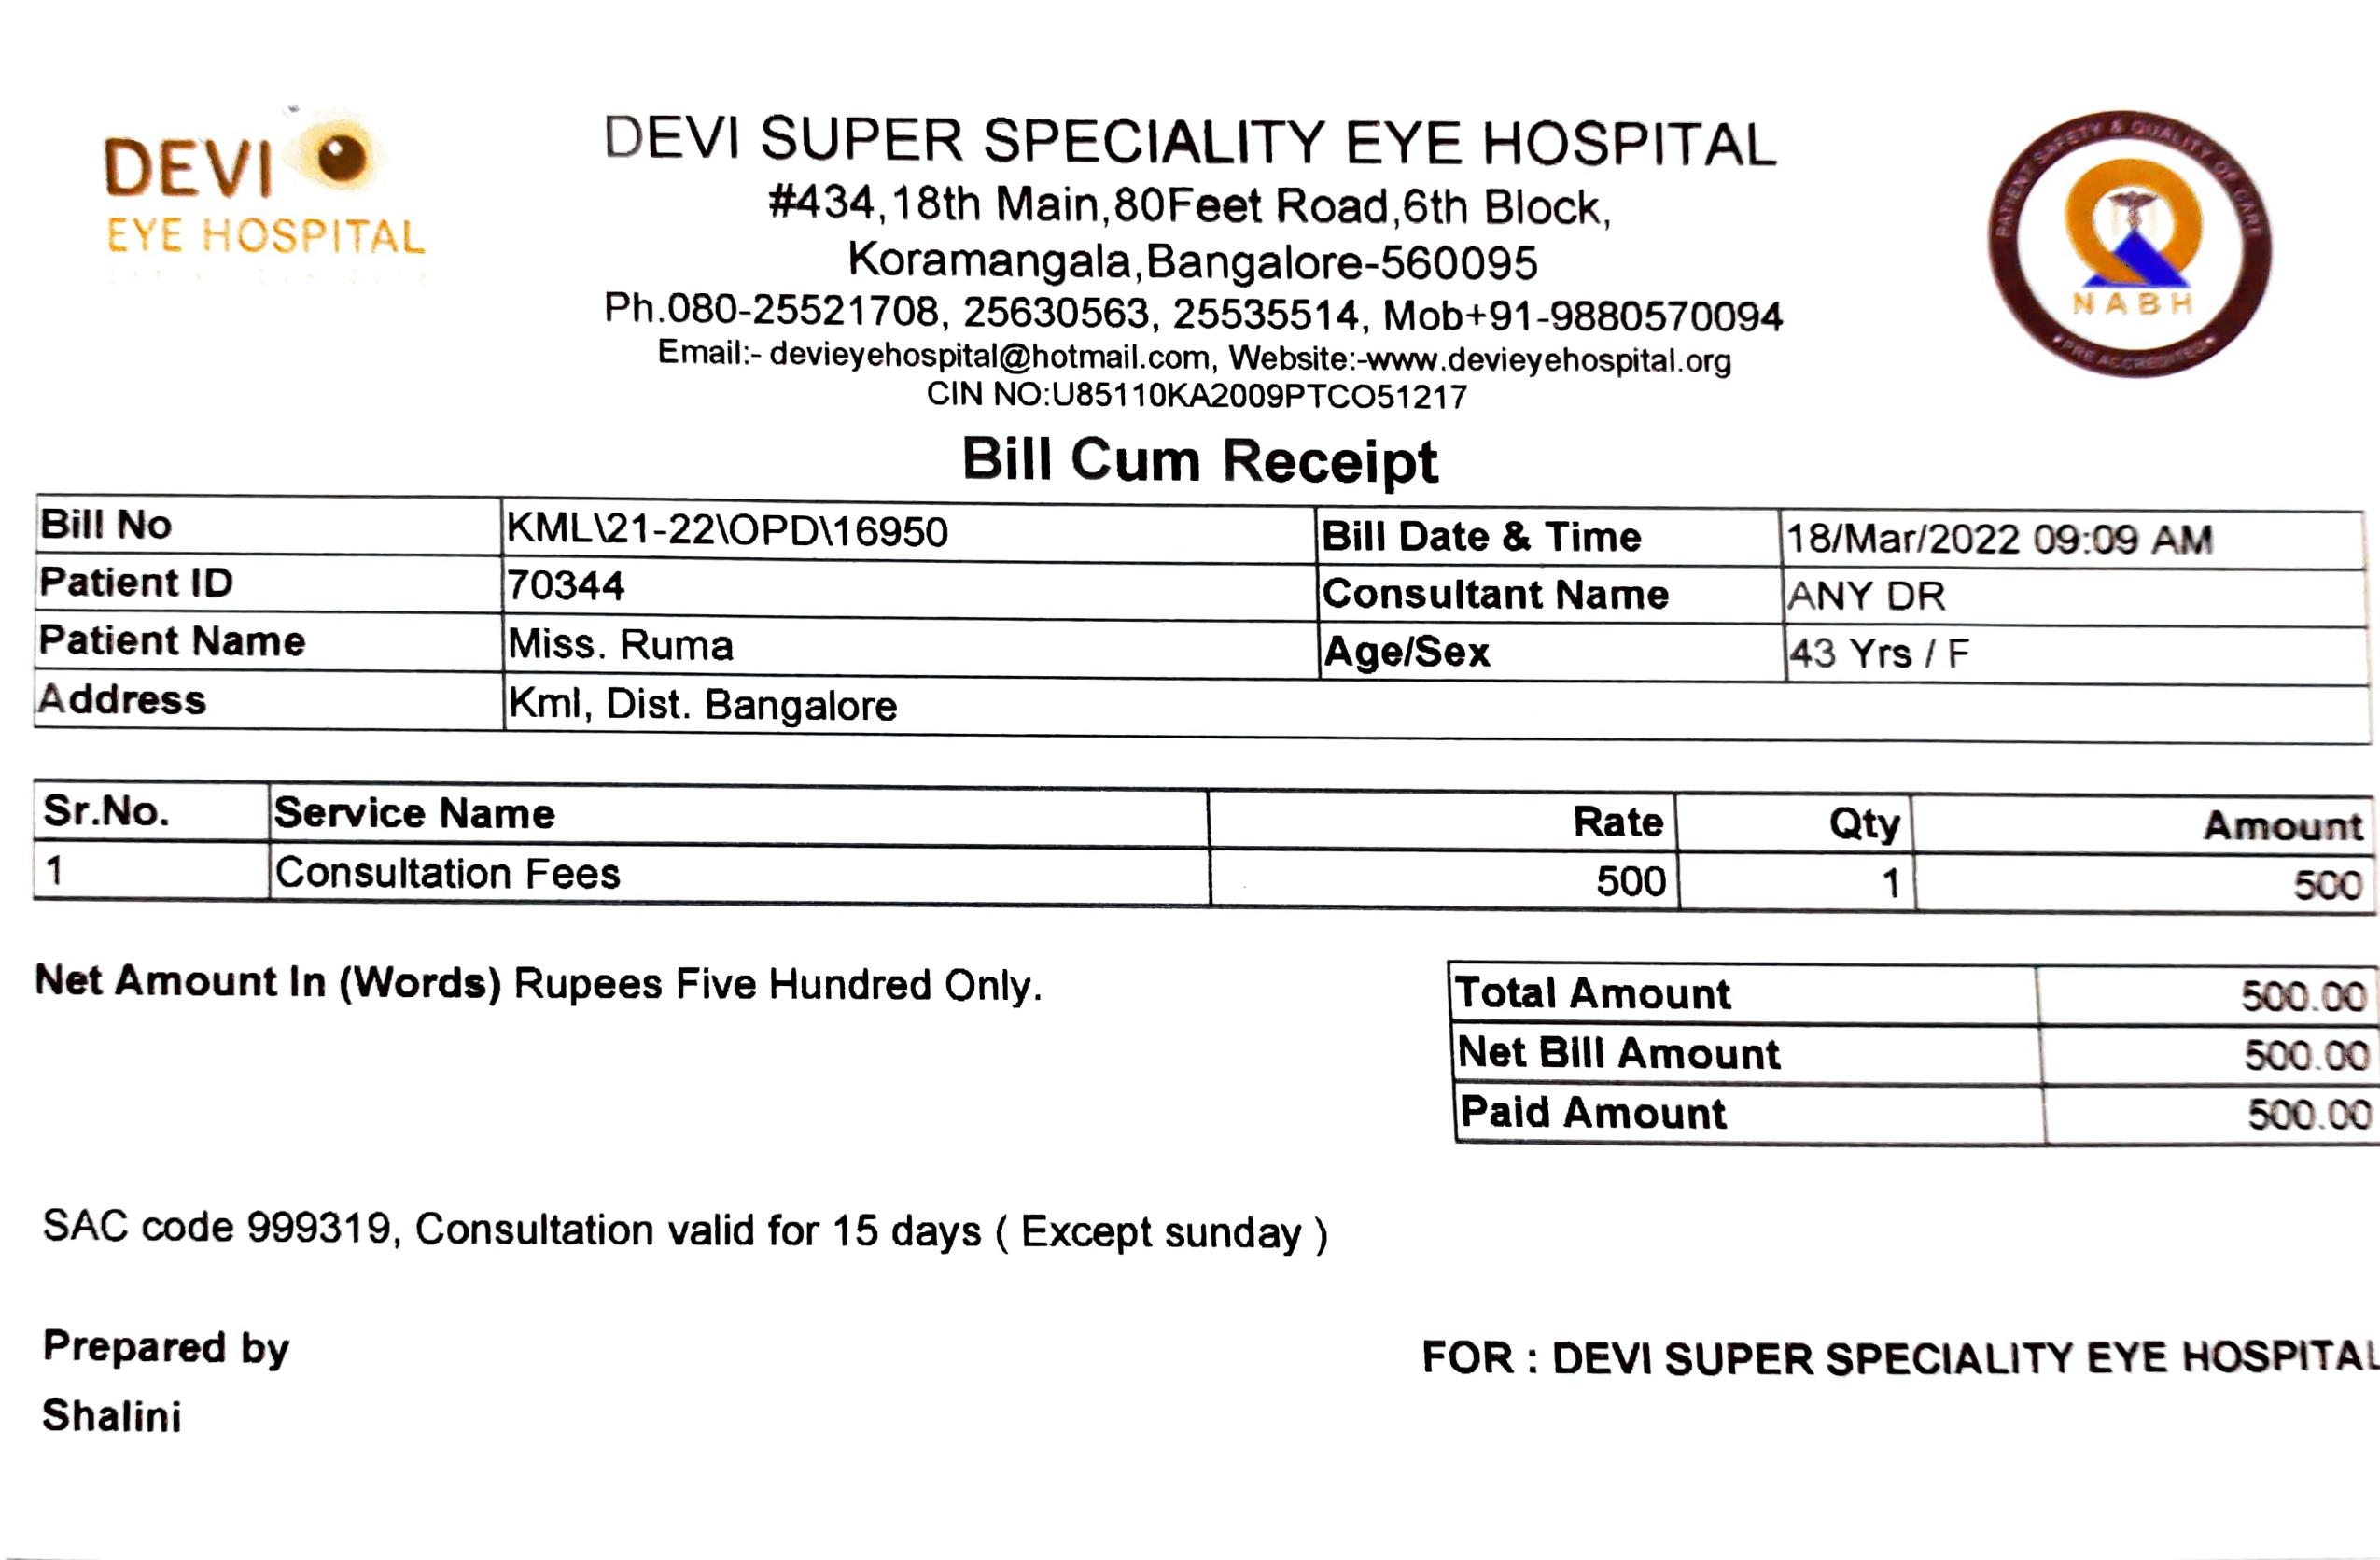 DEVI
EYE HOSPITAL
DEVI SUPER SPECIALITY EYE HOSPITAL
#434,18th Main,80Feet Road,6th Block,
Koramangala,Bangalore-560095
Ph.080-25521708, 25630563, 25535514, Mob+91-9880570094
Email:- devieyehospital@hotmail.com, Website:-www.devieyehospital.org
CIN NO:U85110KA2009PTCO51217
PATIENT SAFETY & QUALITY OF CARE
NABH
PRE ACCREDITED
Bill Cum Receipt
Bill No KML\21-22\OPD\16950 Bill Date & Time 18/Mar/2022 09:09 AM
Patient ID 70344 Consultant Name ANY DR
Patient Name Miss. Ruma Age/Sex 43 Yrs / F
Address Kml, Dist. Bangalore
Sr.No. Service Name Rate Qty Amount
1 Consultation Fees 500 1 500
Net Amount In (Words) Rupees Five Hundred Only.
Total Amount 500.00
Net Bill Amount 500.00
Paid Amount 500.00
SAC code 999319, Consultation valid for 15 days ( Except sunday )
Prepared by
Shalini
FOR : DEVI SUPER SPECIALITY EYE HOSPITAL